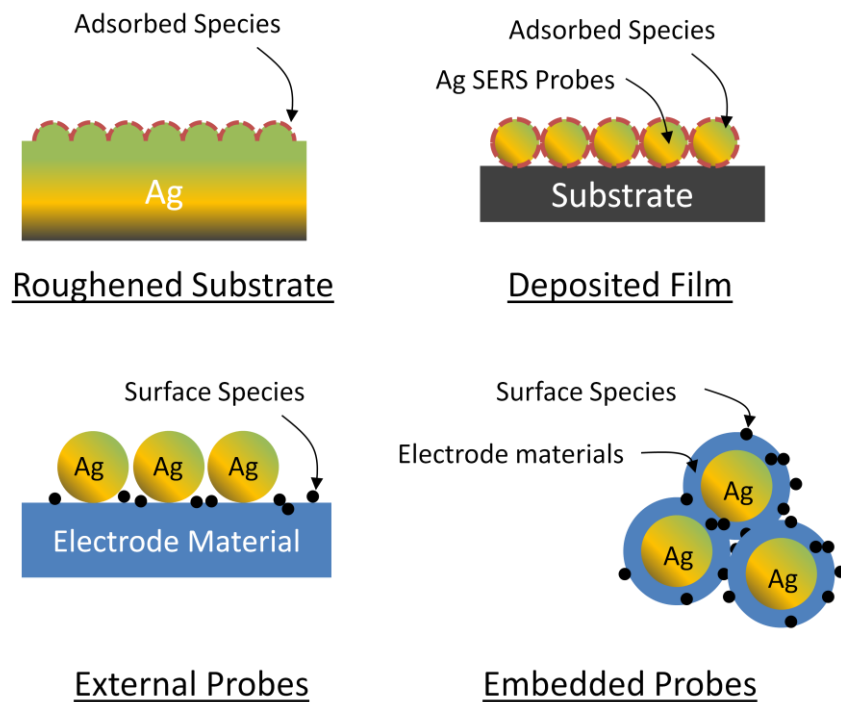 Adsorbed Species
Ag
Roughened Substrate
Adsorbed Species
Ag SERS Probes
Substrate
Deposited Film
Surface Species
Ag Ag Ag
Electrode Material
External Probes
Surface Species
Electrode materials
Ag
Ag
Ag
Embedded Probes